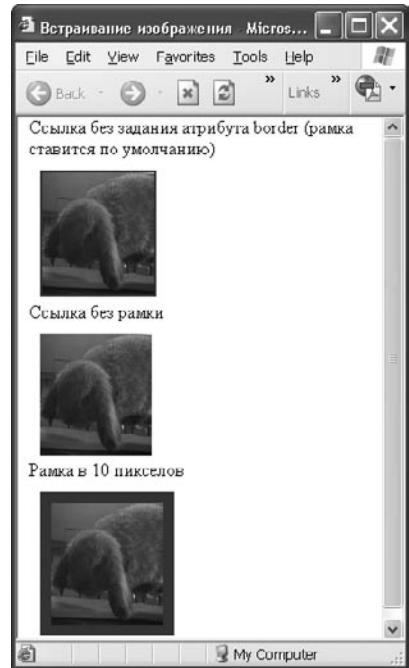 Встраивание изображения - Micros...
File Edit View Favorites Tools Help
Back » Links »
Ссылка без задания атрибута border (рамка
ставится по умолчанию)
Ссылка без рамки
Рамка в 10 пикселов
My Computer